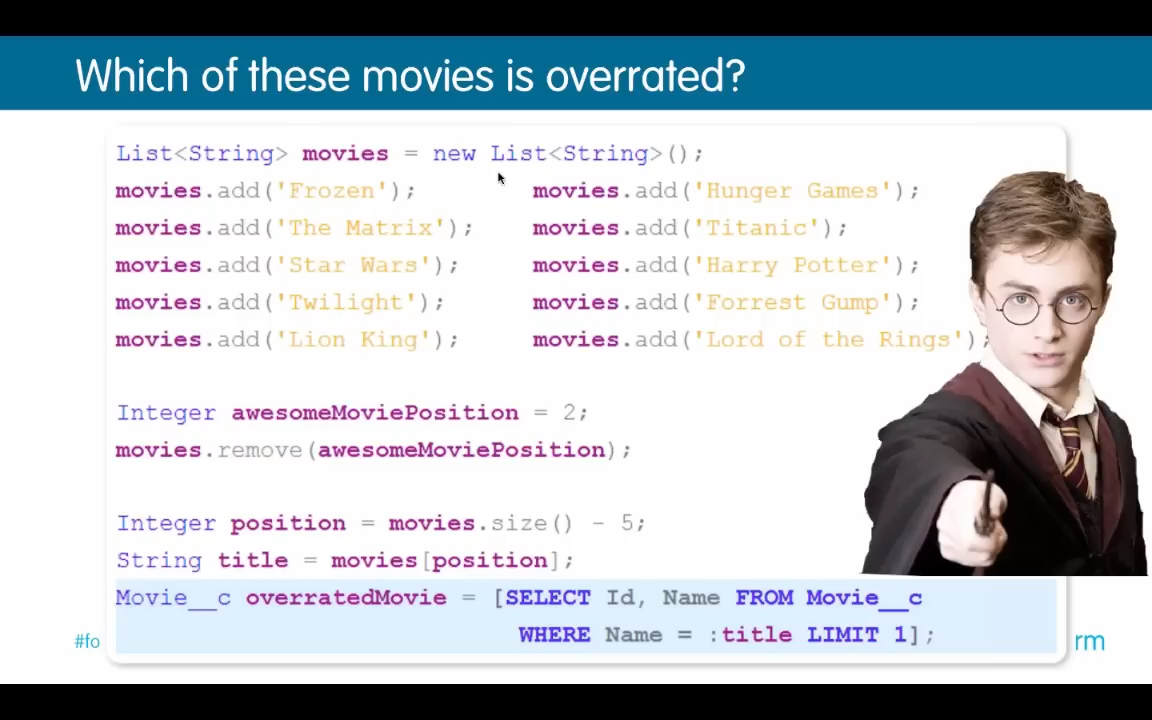 Which of these movies is overrated?
List<String> movies = new List<String>();
movies.add('Frozen'); movies.add('Hunger Games');
movies.add('The Matrix'); movies.add('Titanic');
movies.add('Star Wars'); movies.add('Harry Potter');
movies.add('Twilight'); movies.add('Forrest Gump');
movies.add('Lion King'); movies.add('Lord of the Rings');
Integer awesomeMoviePosition = 2;
movies.remove(awesomeMoviePosition);
Integer position = movies.size() - 5;
String title = movies[position];
Movie__c overratedMovie = [SELECT Id, Name FROM Movie__c
WHERE Name = :title LIMIT 1];
#fo rm